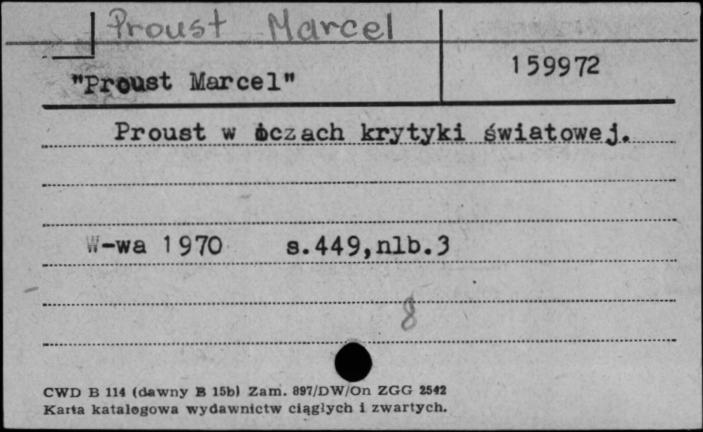 Proust Marcel
"Proust Marcel"
159972
Proust w oczach krytyki światowej.
W-wa 1970 s.449,nlb.3
8
CWD B 114 (dawny B 15b) Zam. 897/DW/On ZGG 2542
Karta katalogowa wydawnictw ciągłych i zwartych.